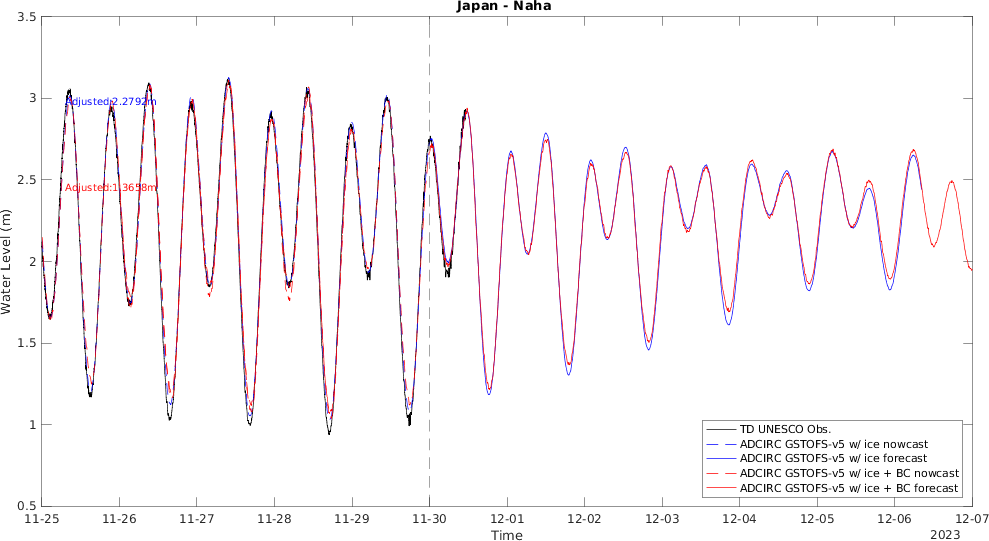 Japan - Naha
3.5
3
2.5
2
1.5
1
0.5
Water Level (m)
Adjusted:2.2792m
Adjusted:1.3658m
TD UNESCO Obs.
ADCIRC GSTOFS-v5 w/ ice nowcast
ADCIRC GSTOFS-v5 w/ ice forecast
ADCIRC GSTOFS-v5 w/ ice + BC nowcast
ADCIRC GSTOFS-v5 w/ ice + BC forecast
11-25 11-26 11-27 11-28 11-29 11-30 12-01 12-02 12-03 12-04 12-05 12-06 12-07
Time
2023